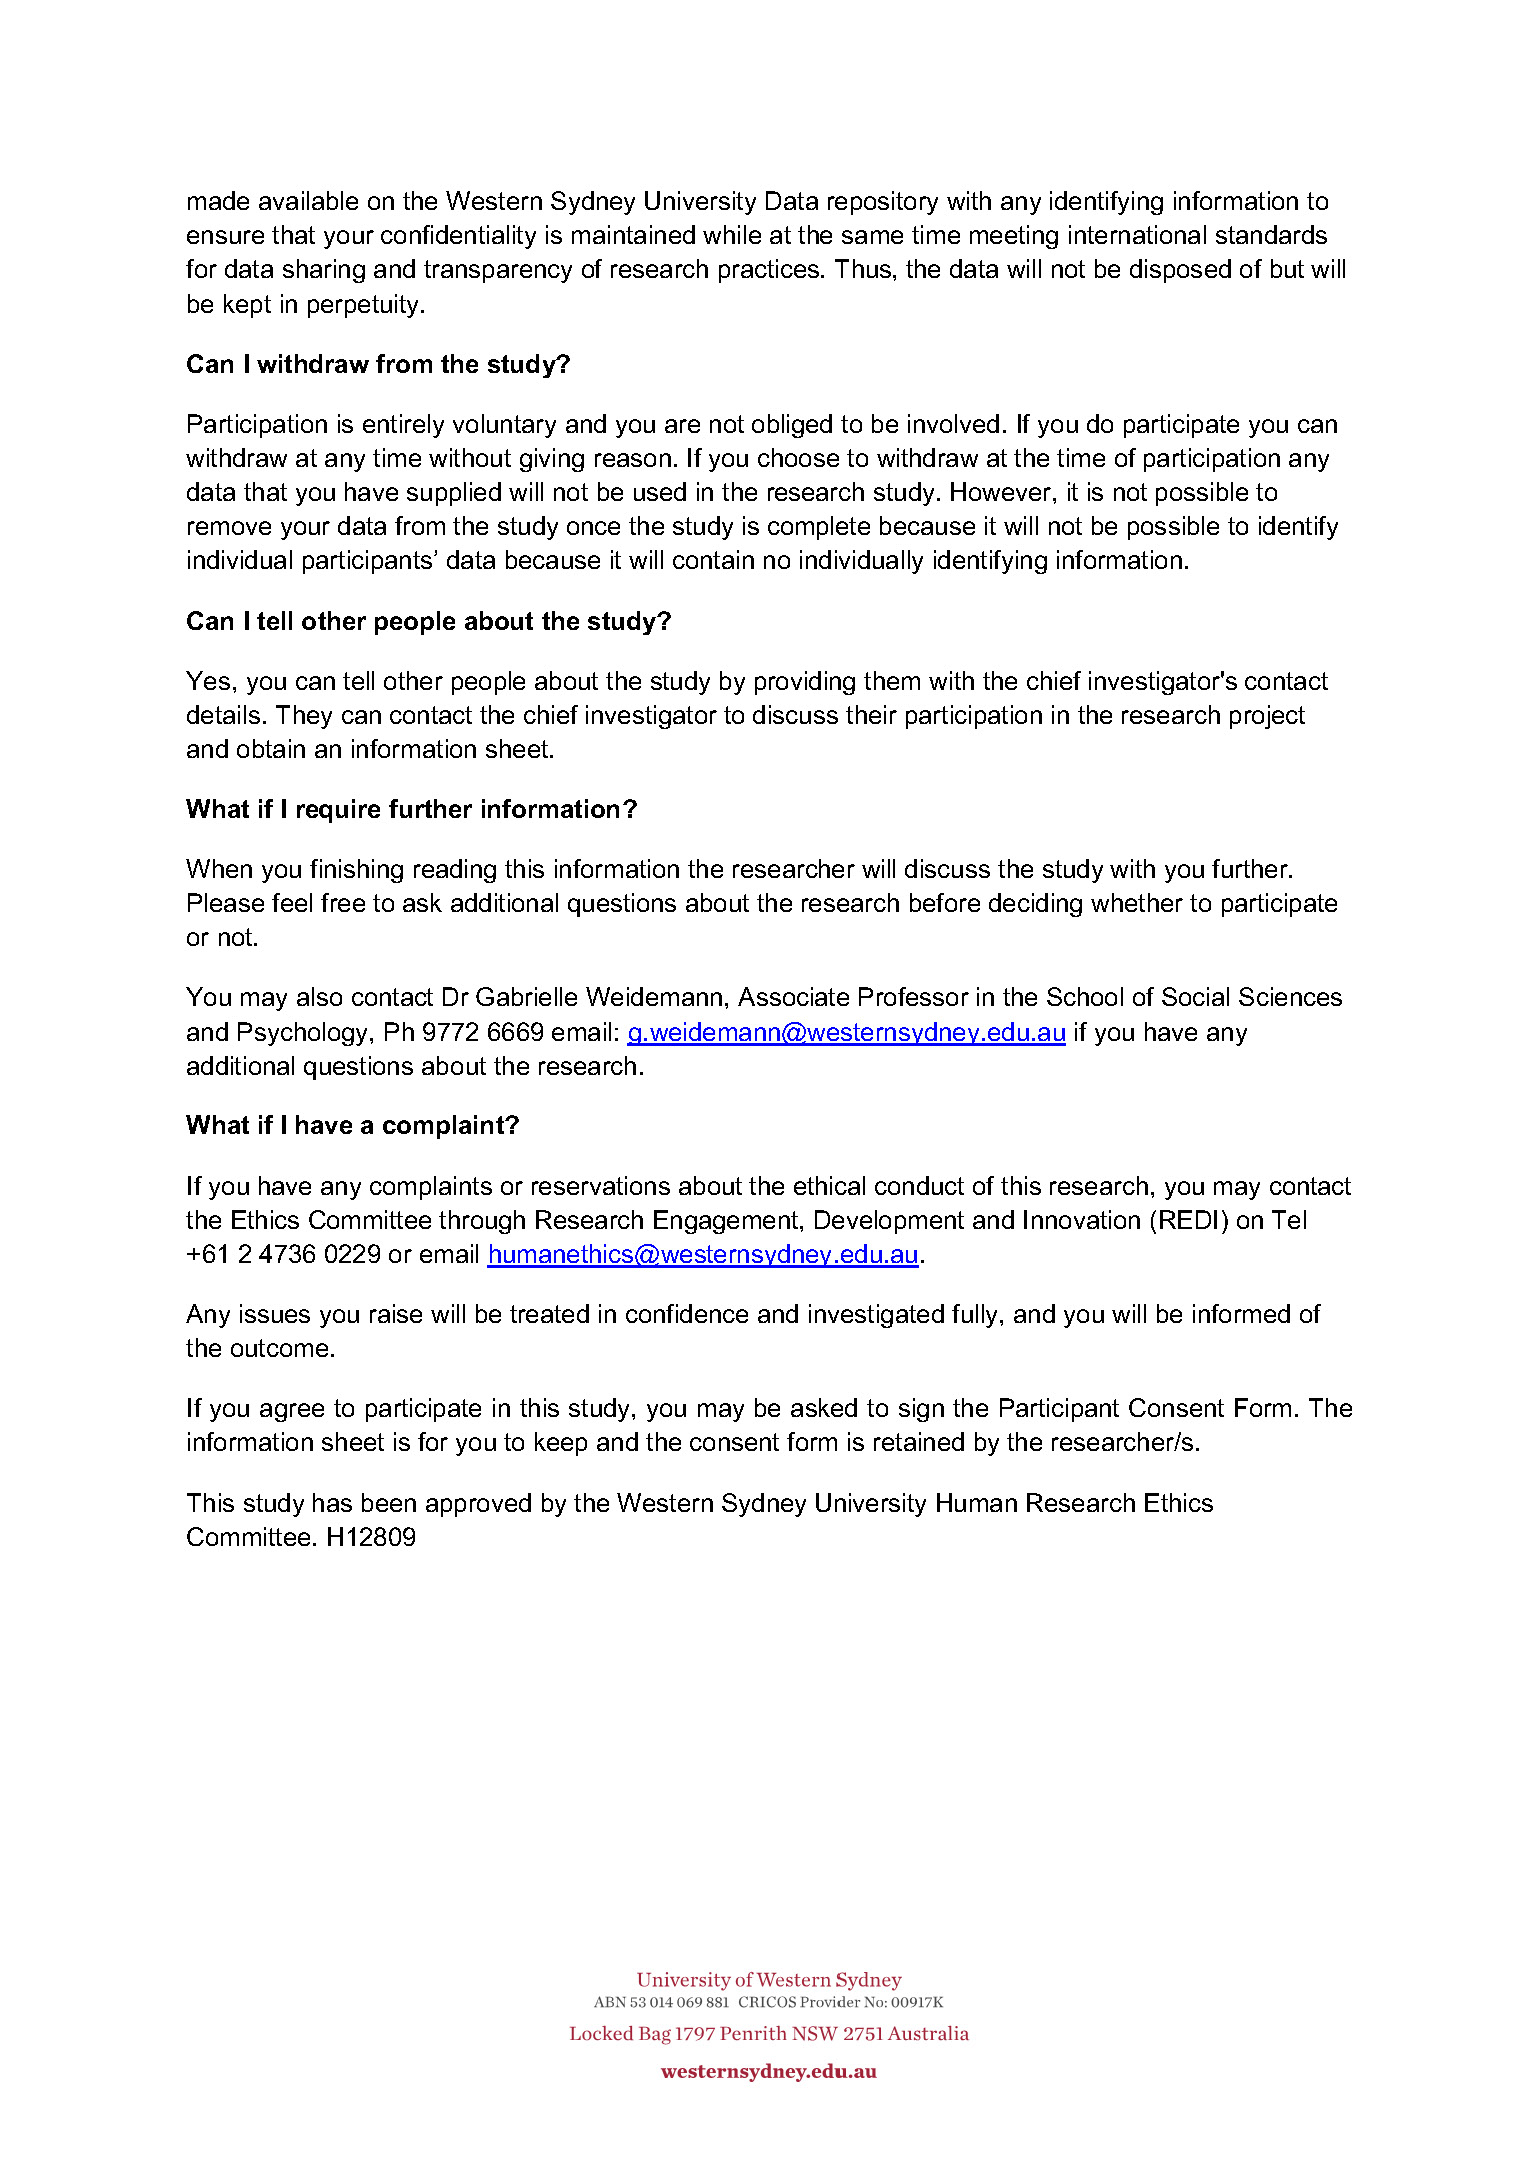 made available on the Western Sydney University Data repository with any identifying information to
ensure that your confidentiality is maintained while at the same time meeting international standards
for data sharing and transparency of research practices. Thus, the data will not be disposed of but will
be kept in perpetuity.
Can I withdraw from the study?
Participation is entirely voluntary and you are not obliged to be involved. If you do participate you can
withdraw at any time without giving reason. If you choose to withdraw at the time of participation any
data that you have supplied will not be used in the research study. However, it is not possible to
remove your data from the study once the study is complete because it will not be possible to identify
individual participants’ data because it will contain no individually identifying information.
Can I tell other people about the study?
Yes, you can tell other people about the study by providing them with the chief investigator's contact
details. They can contact the chief investigator to discuss their participation in the research project
and obtain an information sheet.
What if I require further information?
When you finishing reading this information the researcher will discuss the study with you further.
Please feel free to ask additional questions about the research before deciding whether to participate
or not.
You may also contact Dr Gabrielle Weidemann, Associate Professor in the School of Social Sciences
and Psychology, Ph 9772 6669 email: g.weidemann@westernsydney.edu.au if you have any
additional questions about the research.
What if I have a complaint?
If you have any complaints or reservations about the ethical conduct of this research, you may contact
the Ethics Committee through Research Engagement, Development and Innovation (REDI) on Tel
+61 2 4736 0229 or email humanethics@westernsydney.edu.au.
Any issues you raise will be treated in confidence and investigated fully, and you will be informed of
the outcome.
If you agree to participate in this study, you may be asked to sign the Participant Consent Form. The
information sheet is for you to keep and the consent form is retained by the researcher/s.
This study has been approved by the Western Sydney University Human Research Ethics
Committee. H12809
University of Western Sydney
ABN 53 014 069 881 CRICOS Provider No: 00917K
Locked Bag 1797 Penrith NSW 2751 Australia
westernsydney.edu.au